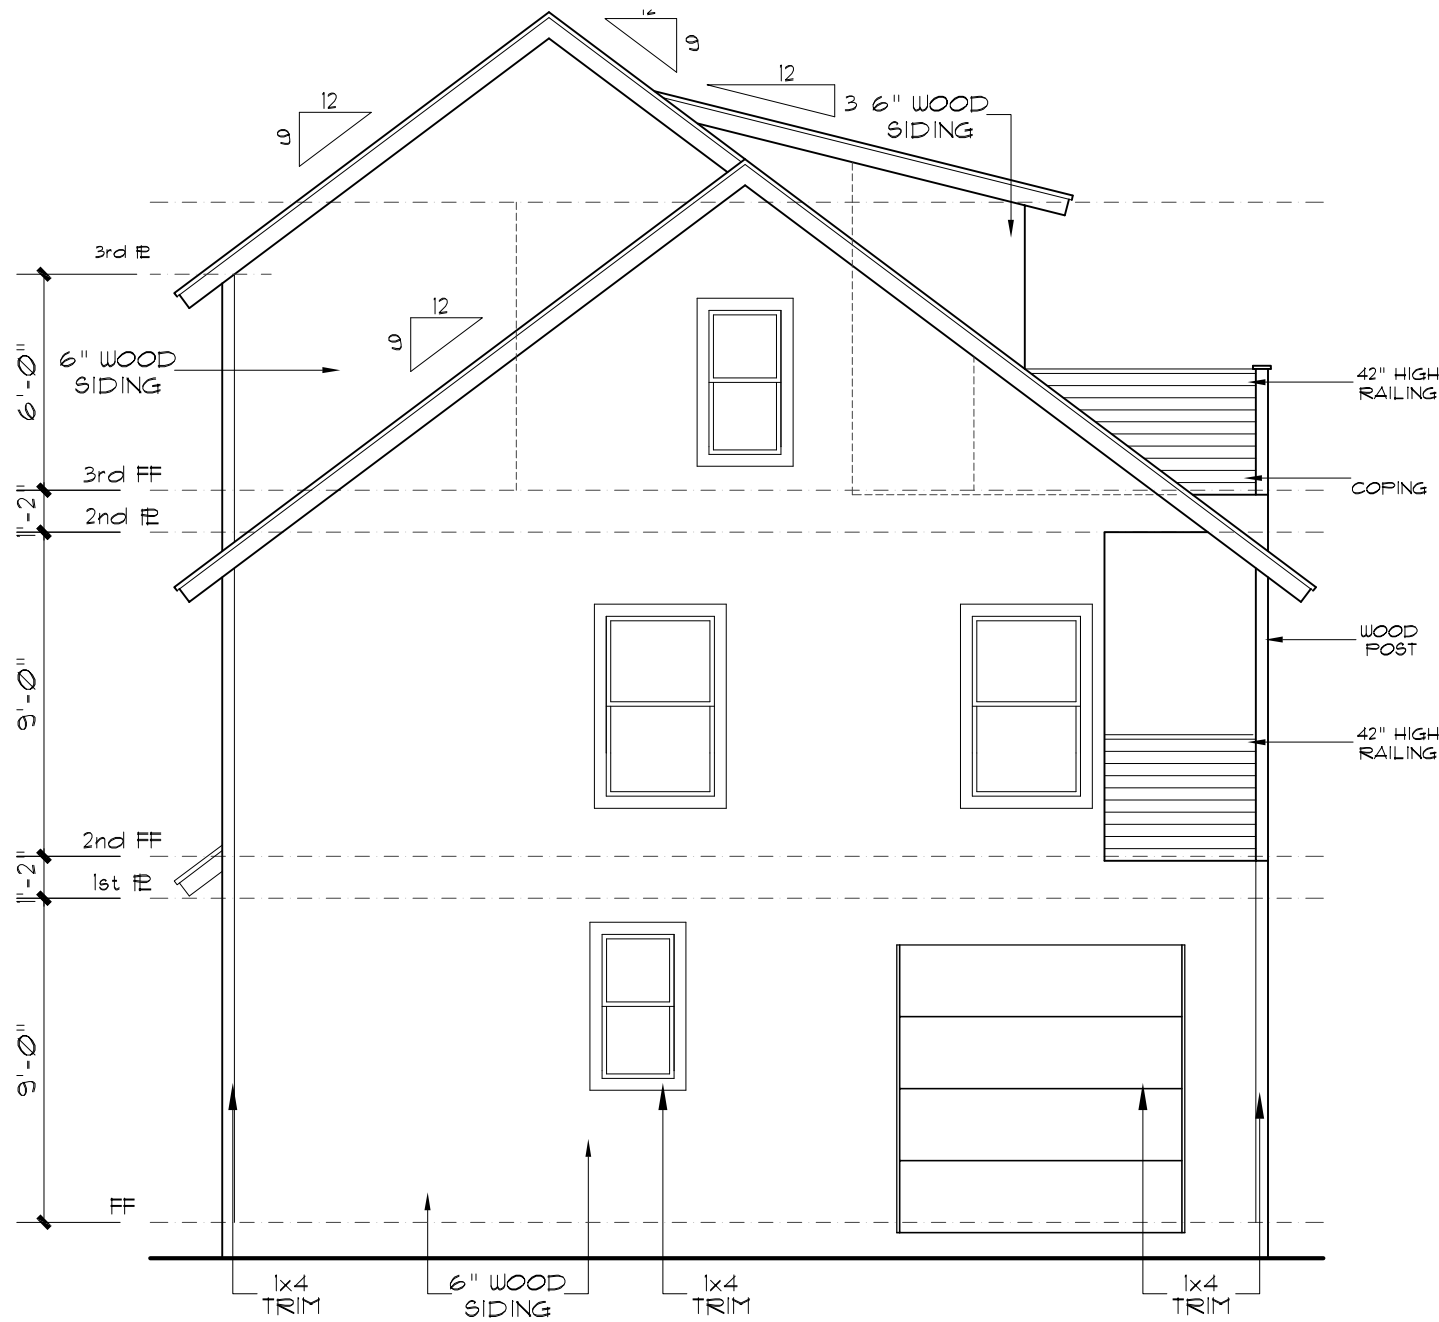 12
9
12
3 6" WOOD
SIDING
12
9
3rd PL
12
9
6" WOOD
SIDING
6'-0"
42" HIGH
RAILING
3rd FF
COPING
1'-2"
2nd PL
WOOD
POST
9'-0"
42" HIGH
RAILING
2nd FF
1'-2"
1st PL
9'-0"
FF
1x4
TRIM
6" WOOD
SIDING
1x4
TRIM
1x4
TRIM